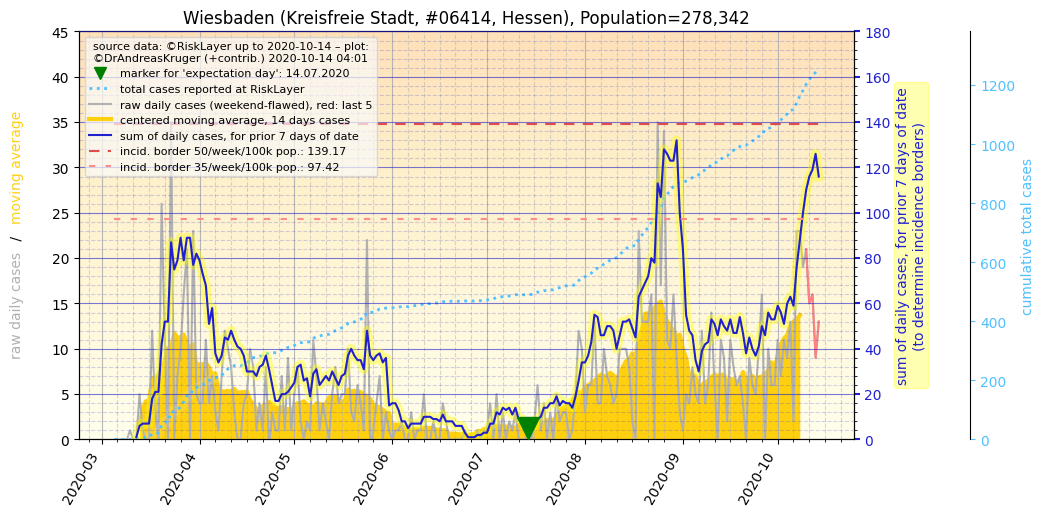 Wiesbaden (Kreisfreie Stadt, #06414, Hessen), Population=278,342
source data: ©RiskLayer up to 2020-10-14 – plot:
©DrAndreasKruger (+contrib.) 2020-10-14 04:01
marker for 'expectation day': 14.07.2020
total cases reported at RiskLayer
raw daily cases (weekend-flawed), red: last 5
centered moving average, 14 days cases
sum of daily cases, for prior 7 days of date
incid. border 50/week/100k pop.: 139.17
incid. border 35/week/100k pop.: 97.42
raw daily cases / moving average
45
40
35
30
25
20
15
10
5
0
2020-03
2020-04
2020-05
2020-06
2020-07
2020-08
2020-09
2020-10
180
160
140
120
100
80
60
40
20
0
sum of daily cases, for prior 7 days of date
(to determine incidence borders)
1200
1000
800
600
400
200
0
cumulative total cases